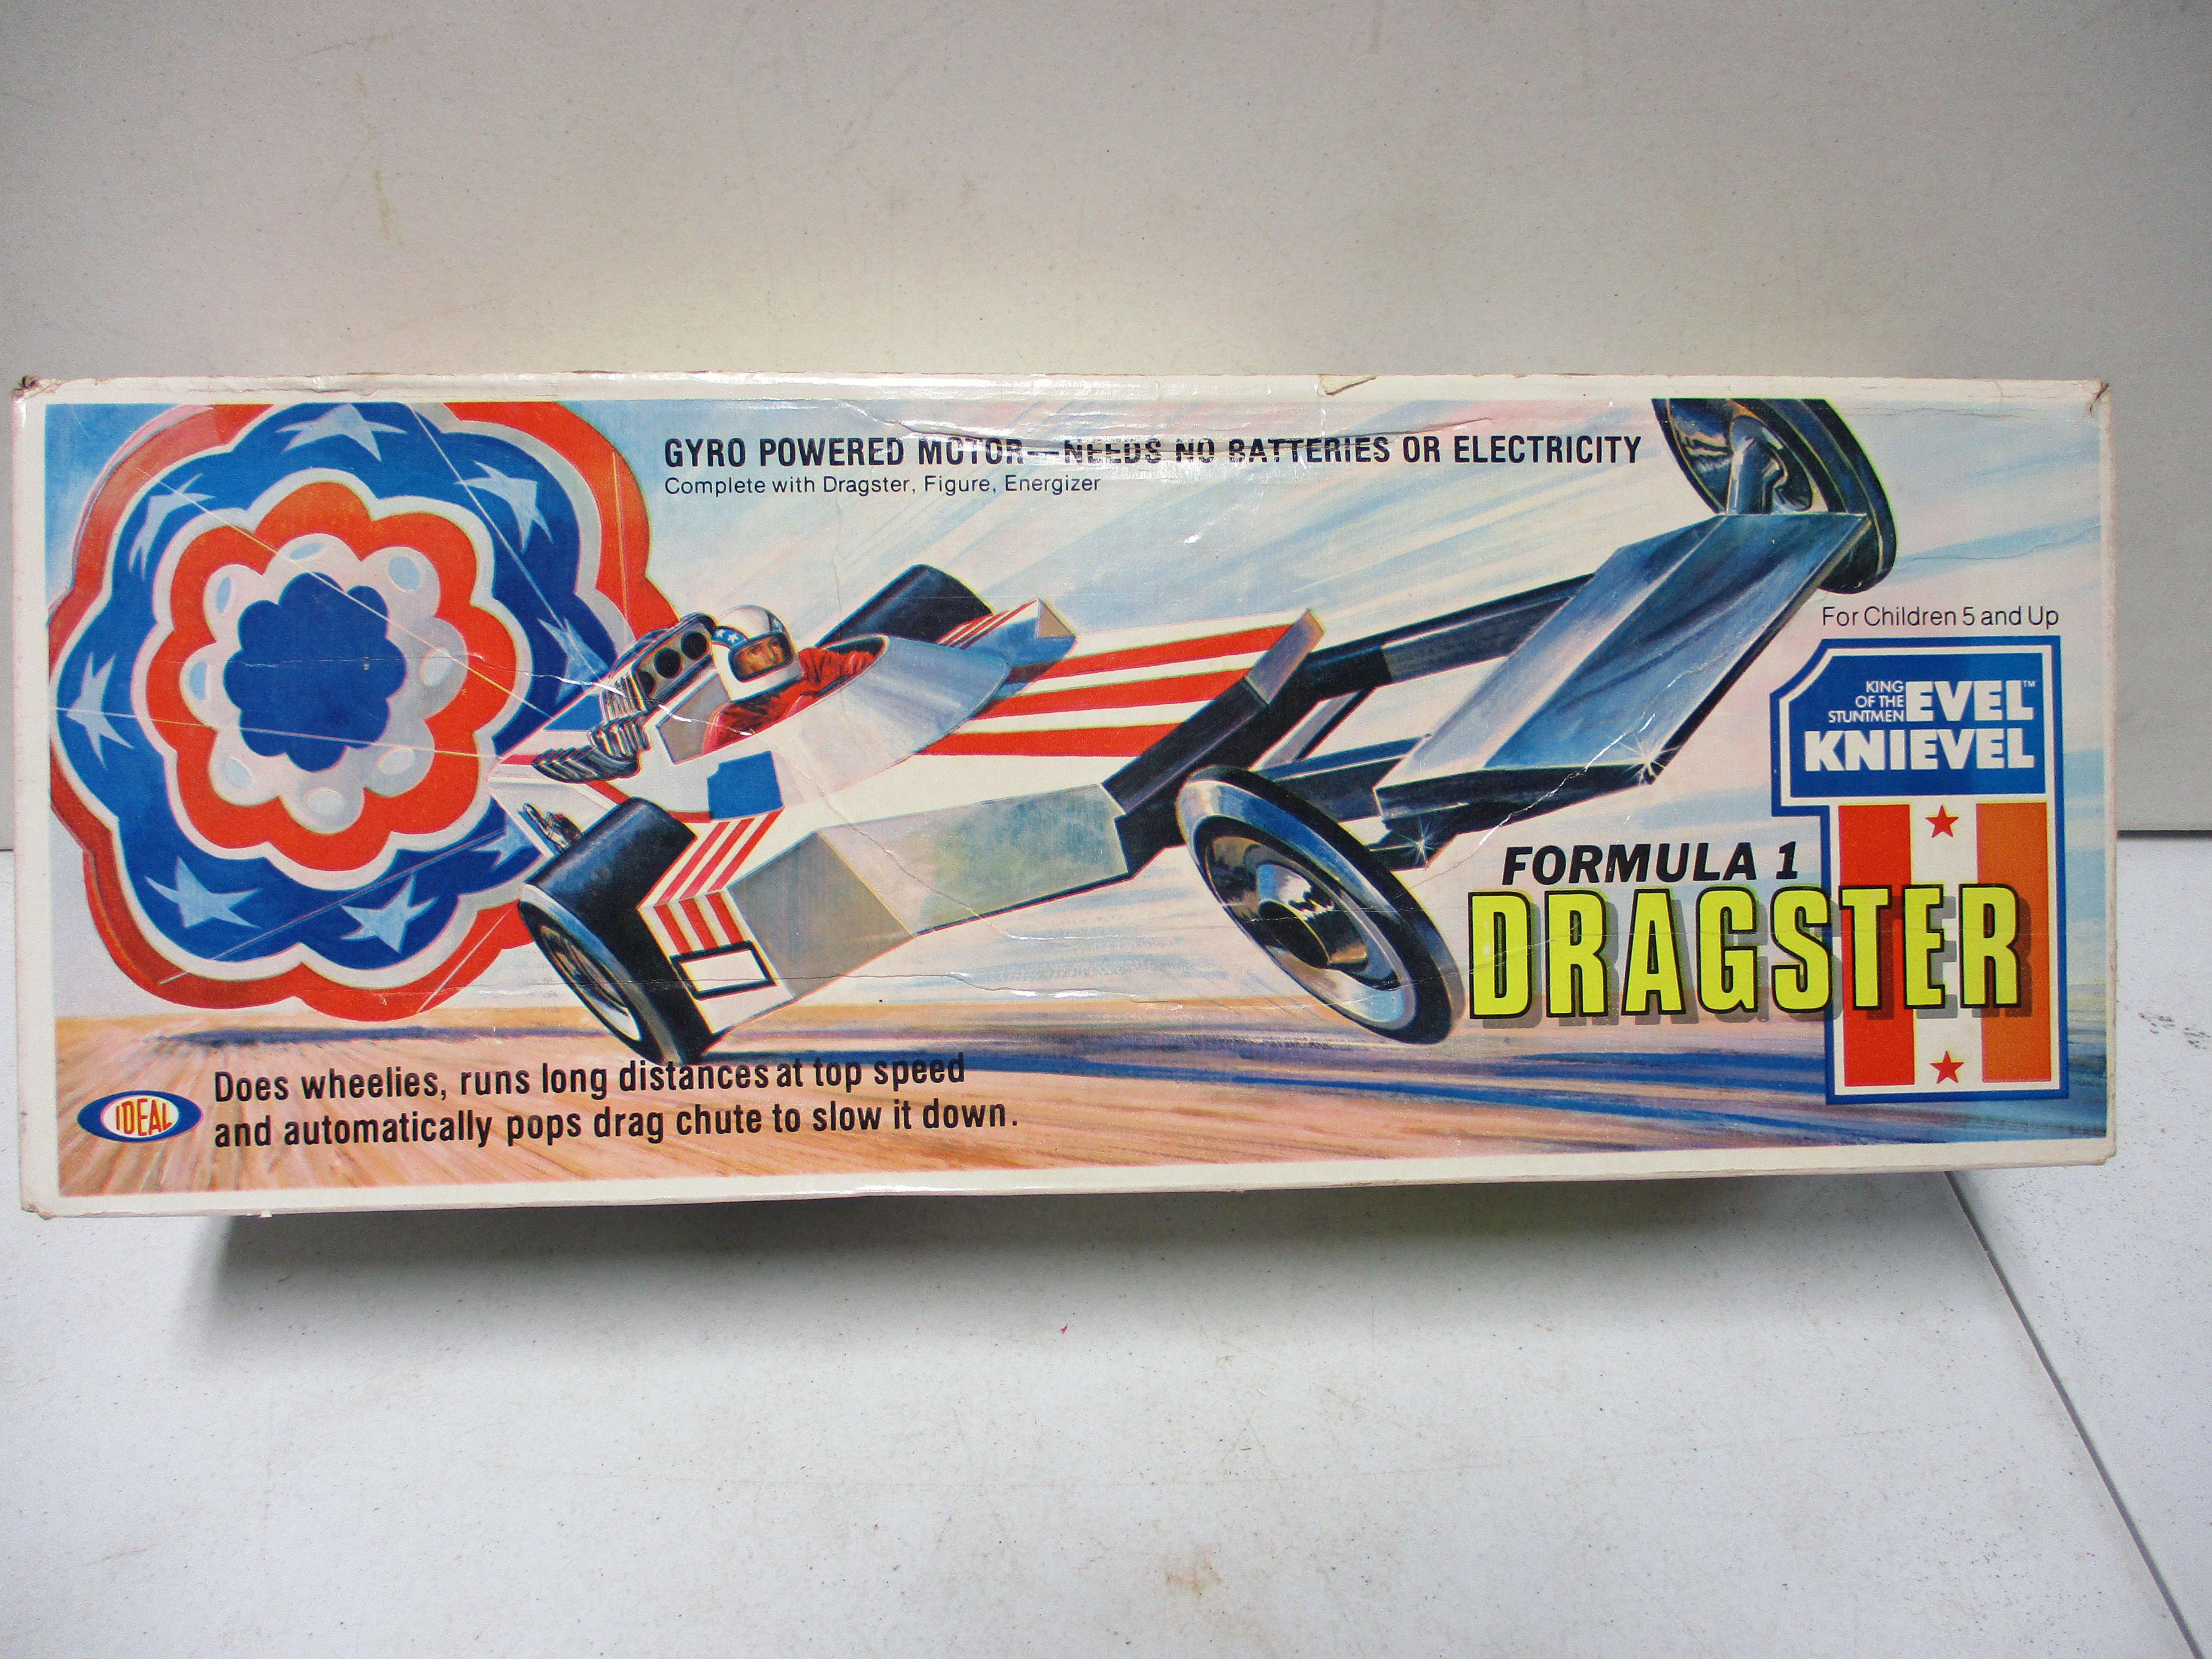 GYRO POWERED MOTOR—NEEDS NO BATTERIES OR ELECTRICITY
Complete with Dragster, Figure, Energizer
For Children 5 and Up
KING
OF THE
STUNTMEN
EVEL™
KNIEVEL
FORMULA 1
DRAGSTER
Does wheelies, runs long distances at top speed
and automatically pops drag chute to slow it down.
IDEAL